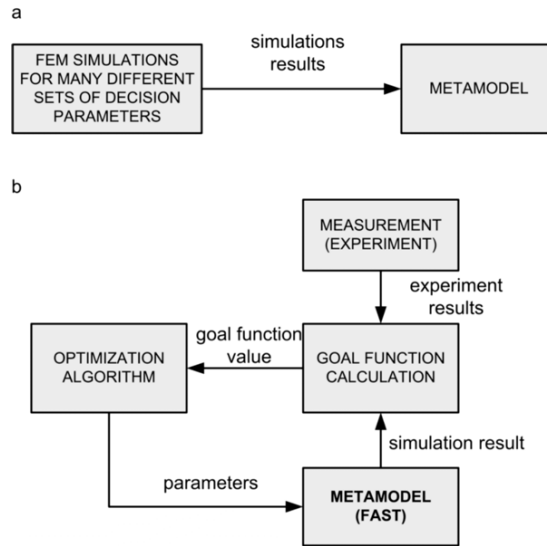 a
FEM SIMULATIONS
FOR MANY DIFFERENT
SETS OF DECISION
PARAMETERS
simulations
results
METAMODEL
b
MEASUREMENT
(EXPERIMENT)
experiment
results
goal function
value
OPTIMIZATION
ALGORITHM
GOAL FUNCTION
CALCULATION
simulation result
parameters
METAMODEL
(FAST)